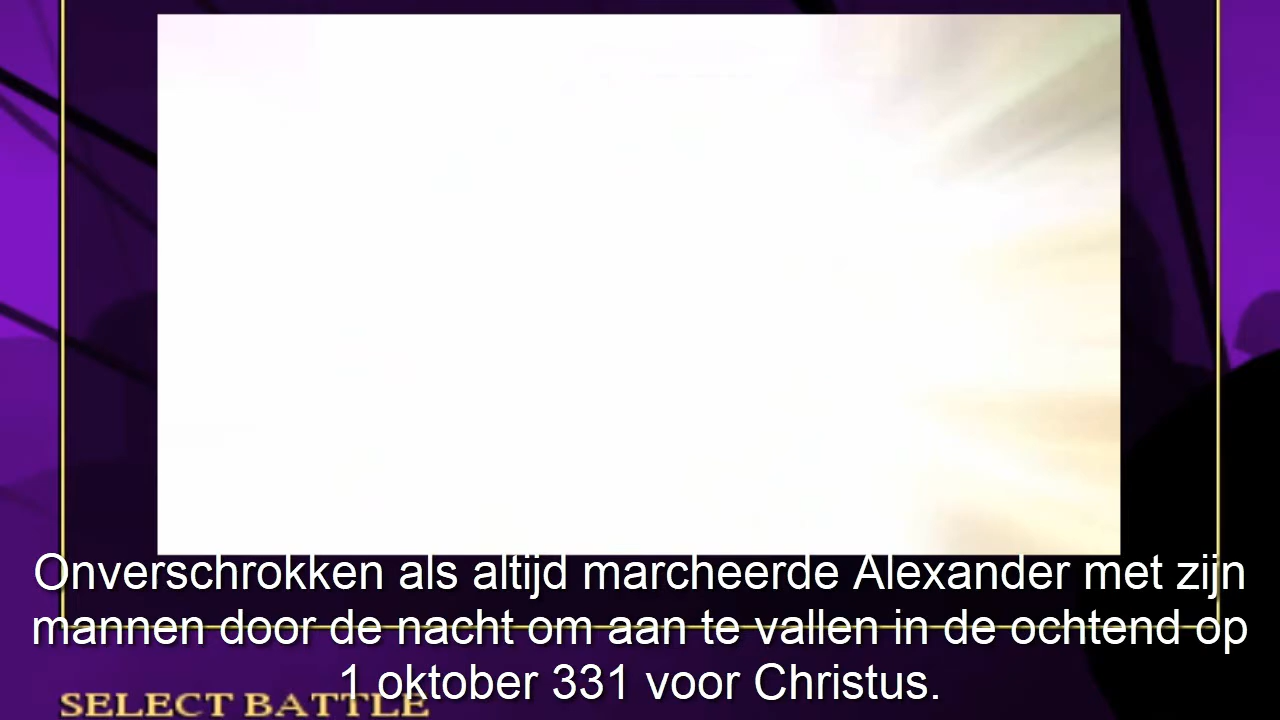 Onverschrokken als altijd marcheerde Alexander met zijn
mannen door de nacht om aan te vallen in de ochtend op
1 oktober 331 voor Christus.
SELECT BATTLE